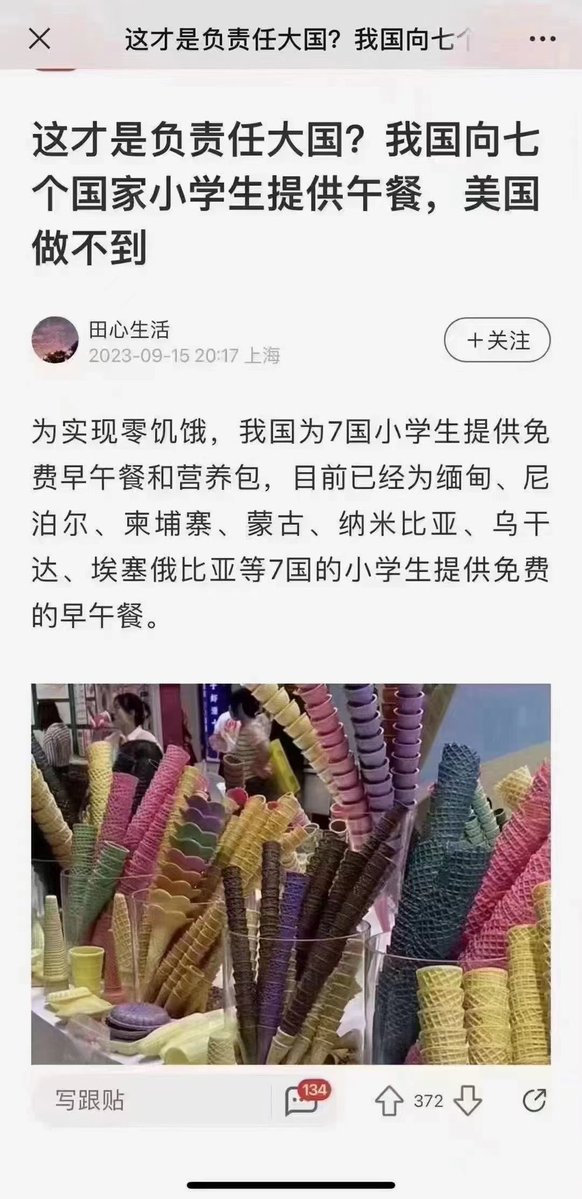 这才是负责任大国？我国向七个
这才是负责任大国？我国向七
个国家小学生提供午餐，美国
做不到
田心生活
2023-09-15 20:17 上海
＋关注
为实现零饥饿，我国为7国小学生提供免
费早午餐和营养包，目前已经为缅甸、尼
泊尔、柬埔寨、蒙古、纳米比亚、乌干
达、埃塞俄比亚等7国的小学生提供免费
的早午餐。
写跟贴
134
372